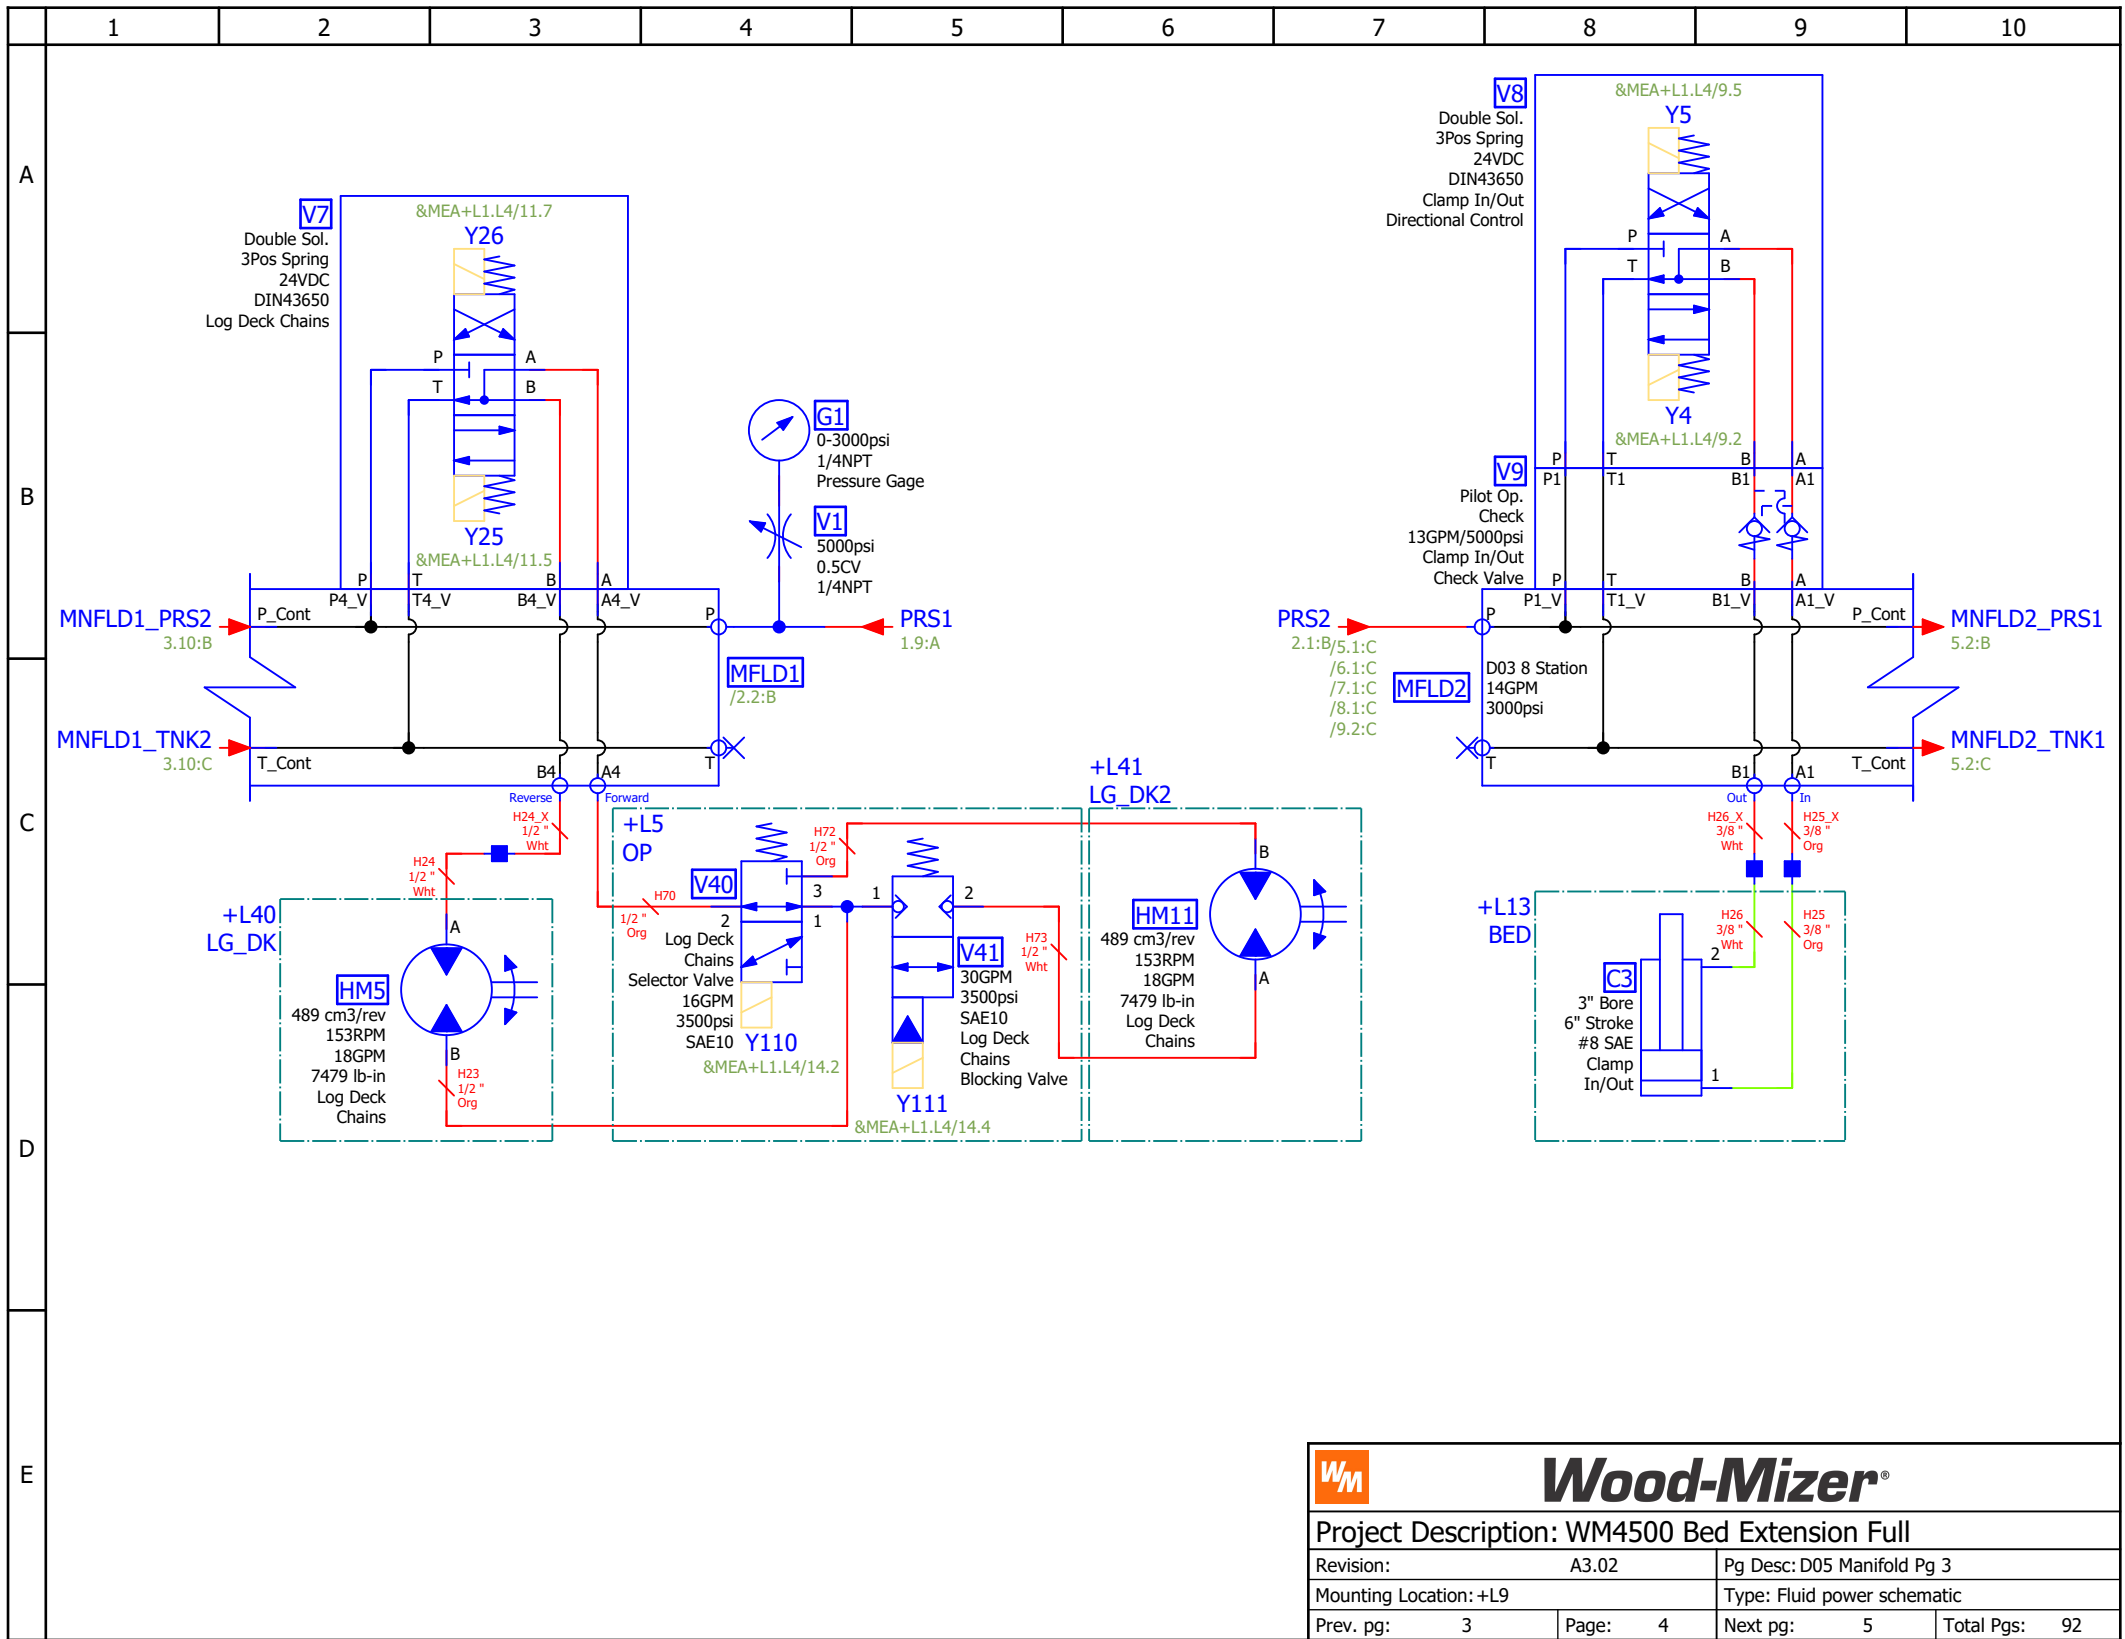 1 2 3 4 5 6 7 8 9 10
A
B
C
D
E
V7
Double Sol.
3Pos Spring
24VDC
DIN43650
Log Deck Chains
&MEA+L1.L4/11.7
Y26
P A
T B
Y25
&MEA+L1.L4/11.5
P T B A
P4_V T4_V B4_V A4_V
MNFLD1_PRS2
3.10:B
P_Cont
P
MNFLD1_TNK2
3.10:C
T_Cont
T
B4 A4
Reverse Forward
G1
0-3000psi
1/4NPT
Pressure Gage
V1
5000psi
0.5CV
1/4NPT
PRS1
1.9:A
MFLD1
/2.2:B
V8
Double Sol.
3Pos Spring
24VDC
DIN43650
Clamp In/Out
Directional Control
&MEA+L1.L4/9.5
Y5
P A
T B
Y4
&MEA+L1.L4/9.2
P T B A
P1 T1 B1 A1
V9
Pilot Op.
Check
13GPM/5000psi
Clamp In/Out
Check Valve
P T B A
P1_V T1_V B1_V A1_V
PRS2
2.1:B
/5.1:C
/6.1:C
/7.1:C
/8.1:C
/9.2:C
MFLD2
P
D03 8 Station
14GPM
3000psi
T
P_Cont
MNFLD2_PRS1
5.2:B
T_Cont
MNFLD2_TNK1
5.2:C
B1 A1
Out In
H24_X
1/2 "
Wht
H24
1/2 "
Wht
+L40
LG_DK
A
HM5
489 cm3/rev
153RPM
18GPM
7479 lb-in
Log Deck
Chains
B
H23
1/2 "
Org
+L5
OP
H70
1/2 "
Org
V40
3
2 1
Log Deck
Chains
Selector Valve
16GPM
3500psi
SAE10
Y110
&MEA+L1.L4/14.2
H72
1/2 "
Org
1 2
V41
30GPM
3500psi
SAE10
Log Deck
Chains
Blocking Valve
Y111
&MEA+L1.L4/14.4
H73
1/2 "
Wht
+L41
LG_DK2
B
HM11
489 cm3/rev
153RPM
18GPM
7479 lb-in
Log Deck
Chains
A
H26_X
3/8 "
Wht
H25_X
3/8 "
Org
+L13
BED
H26
3/8 "
Wht
H25
3/8 "
Org
2
C3
3" Bore
6" Stroke
#8 SAE
Clamp
In/Out
1
WM
Wood-Mizer®
Project Description: WM4500 Bed Extension Full
Revision: A3.02 Pg Desc: D05 Manifold Pg 3
Mounting Location: +L9 Type: Fluid power schematic
Prev. pg: 3 Page: 4 Next pg: 5 Total Pgs: 92